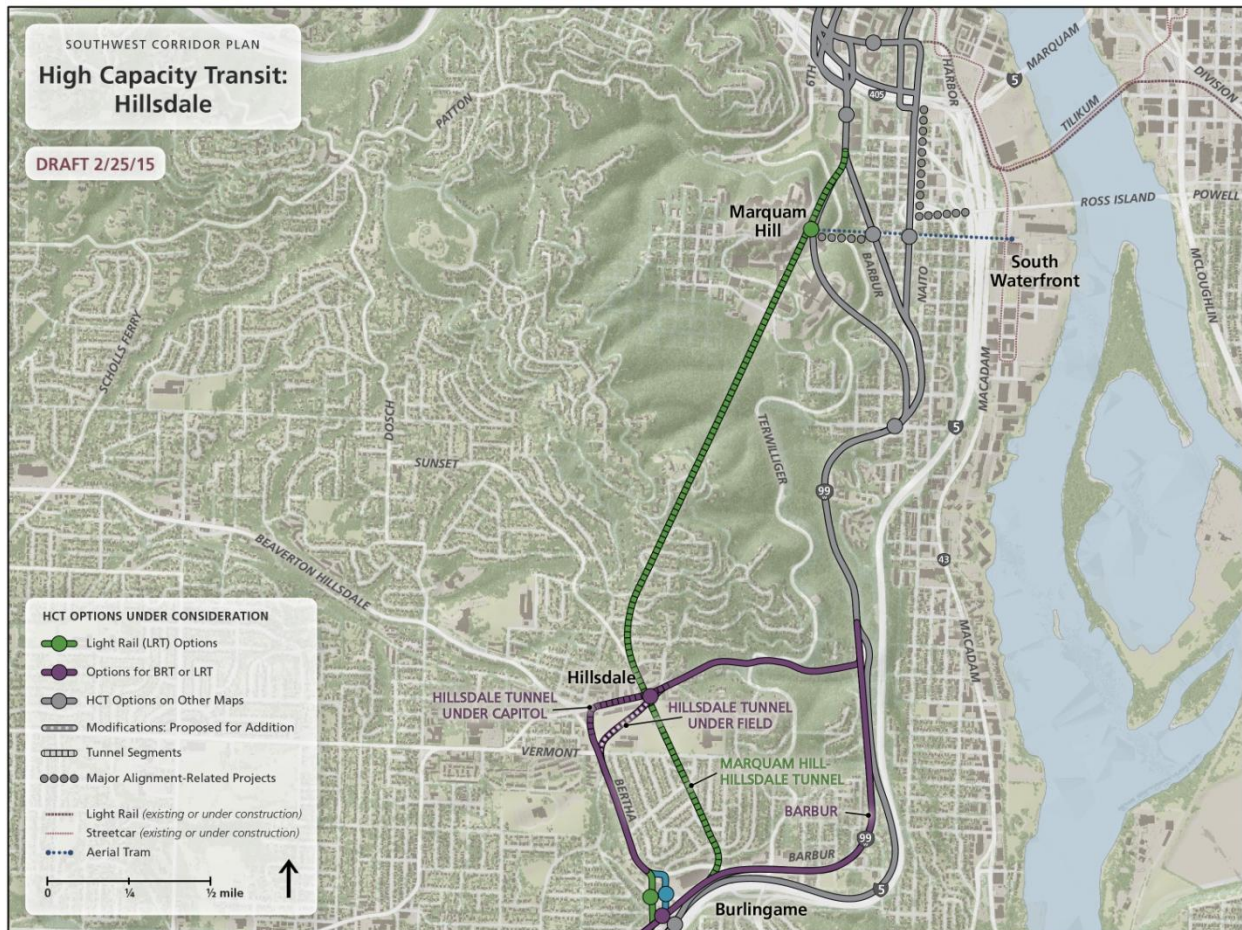 SOUTHWEST CORRIDOR PLAN
High Capacity Transit:
Hillsdale
DRAFT 2/25/15
PATTON
6TH
405
HARBOR
MARQUAM
5
DIVISION
TILIKUM
ROSS ISLAND
POWELL
Marquam
Hill
BARBUR
NAITO
South
Waterfront
MCLOUGHLIN
SCHOLLS FERRY
DOSCH
SUNSET
TERWILLIGER
MACADAM
5
99
43
BEAVERTON HILLSDALE
MACADAM
Hillsdale
HILLSDALE TUNNEL
UNDER CAPITOL
HILLSDALE TUNNEL
UNDER FIELD
VERMONT
MARQUAM HILL-
HILLSDALE TUNNEL
BERTHA
BARBUR
BARBUR
99
5
Burlingame
HCT OPTIONS UNDER CONSIDERATION
Light Rail (LRT) Options
Options for BRT or LRT
HCT Options on Other Maps
Modifications: Proposed for Addition
Tunnel Segments
Major Alignment-Related Projects
Light Rail (existing or under construction)
Streetcar (existing or under construction)
Aerial Tram
0 ¼ ½ mile